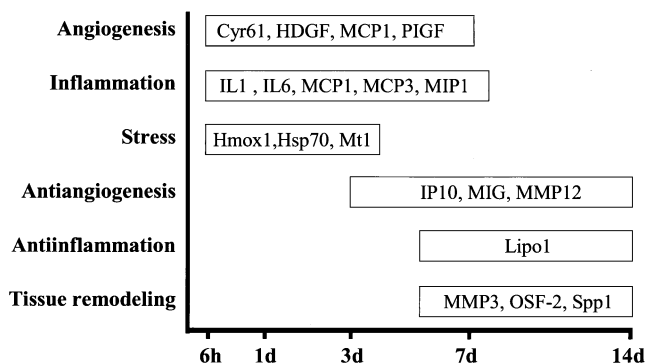 Angiogenesis Cyr61, HDGF, MCP1, PIGF
Inflammation IL1 , IL6, MCP1, MCP3, MIP1
Stress Hmox1,Hsp70, Mt1
Antiangiogenesis IP10, MIG, MMP12
Antiinflammation Lipo1
Tissue remodeling MMP3, OSF-2, Spp1
6h 1d 3d 7d 14d